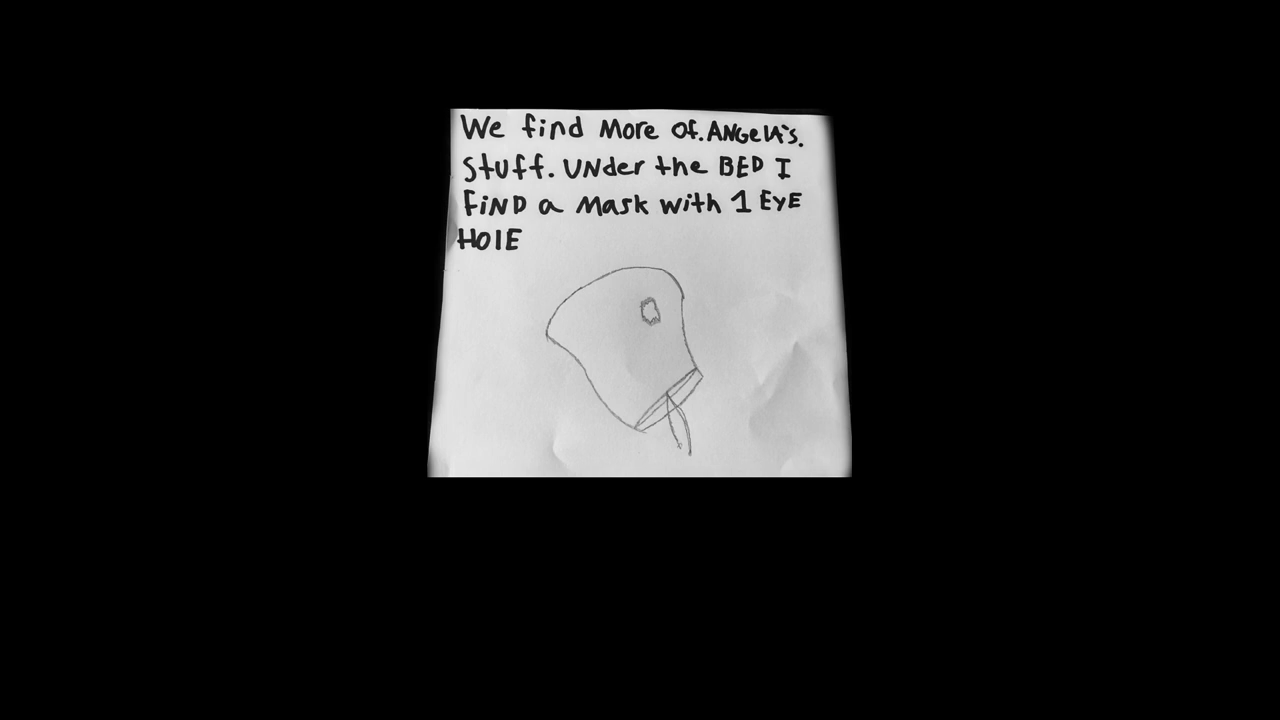 We find More of. ANGelA's.
Stuff. UNder the BED I
FiND a Mask with 1 EyE
HOlE